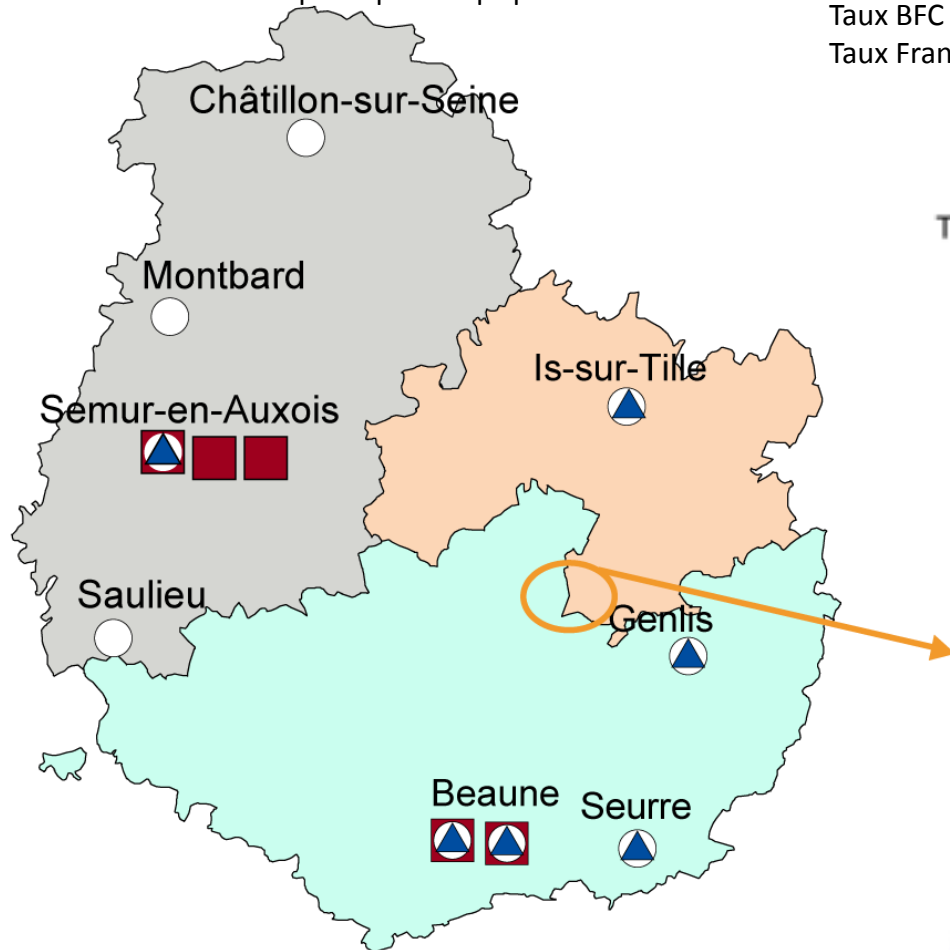 Taux BFC
Taux Fran
Châtillon-sur-Seine
T
Montbard
Is-sur-Tille
Semur-en-Auxois
Saulieu
Genlis
Beaune
Seurre